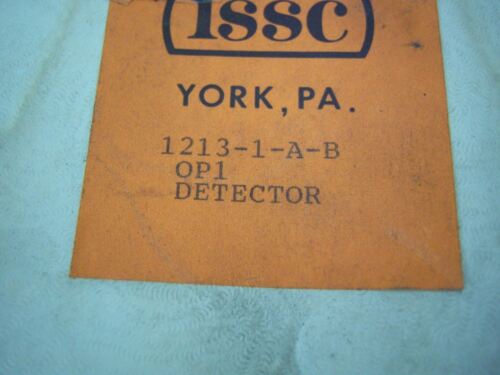 ISSC
YORK, PA.
1213-1-A-B
OP1
DETECTOR